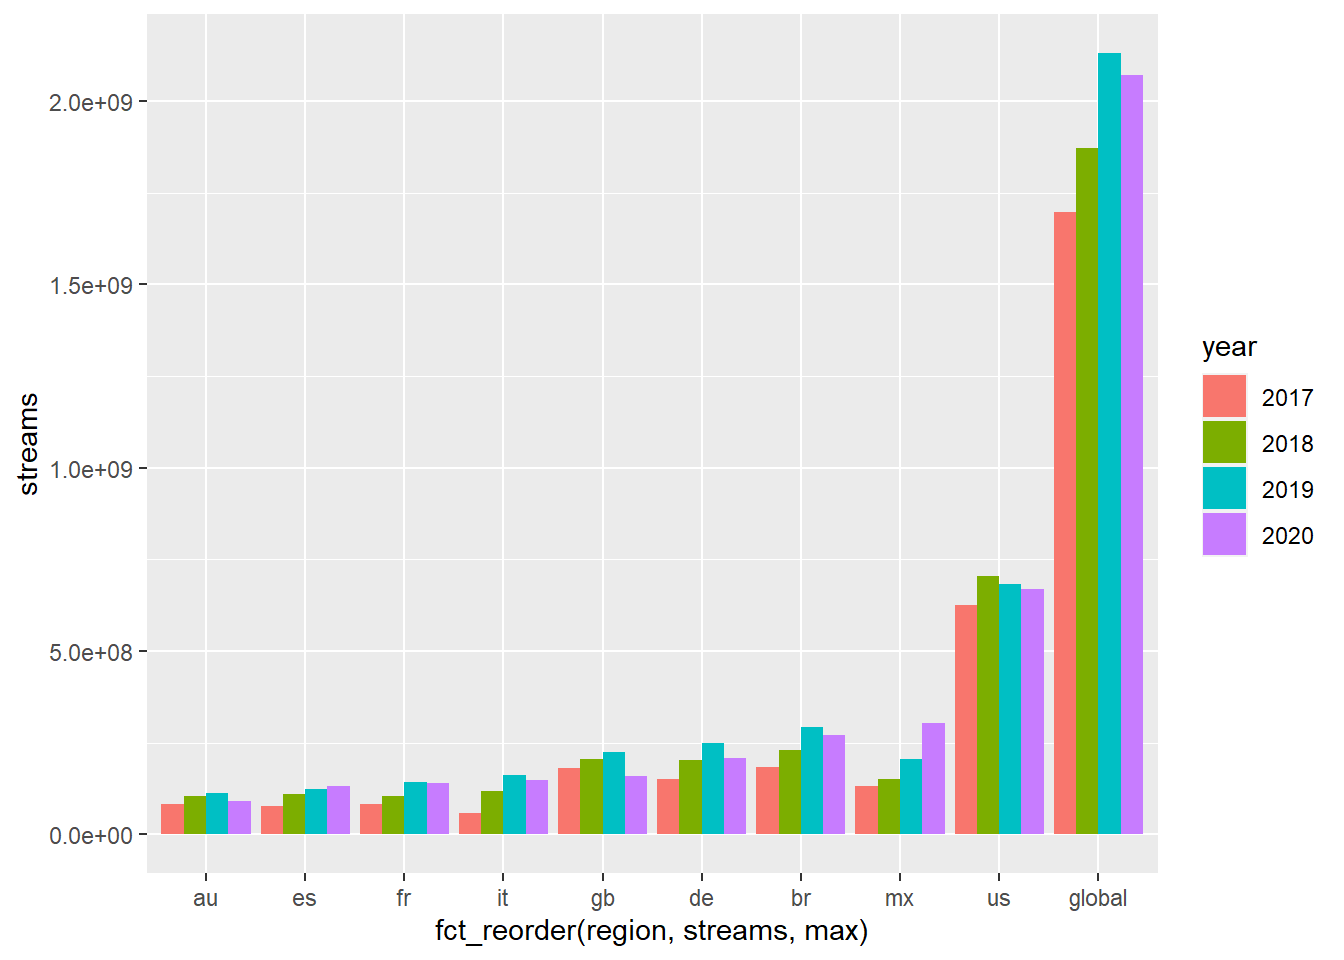 streams
2.0e+09
1.5e+09
1.0e+09
5.0e+08
0.0e+00
au es fr it gb de br mx us global
fct_reorder(region, streams, max)
year
2017
2018
2019
2020